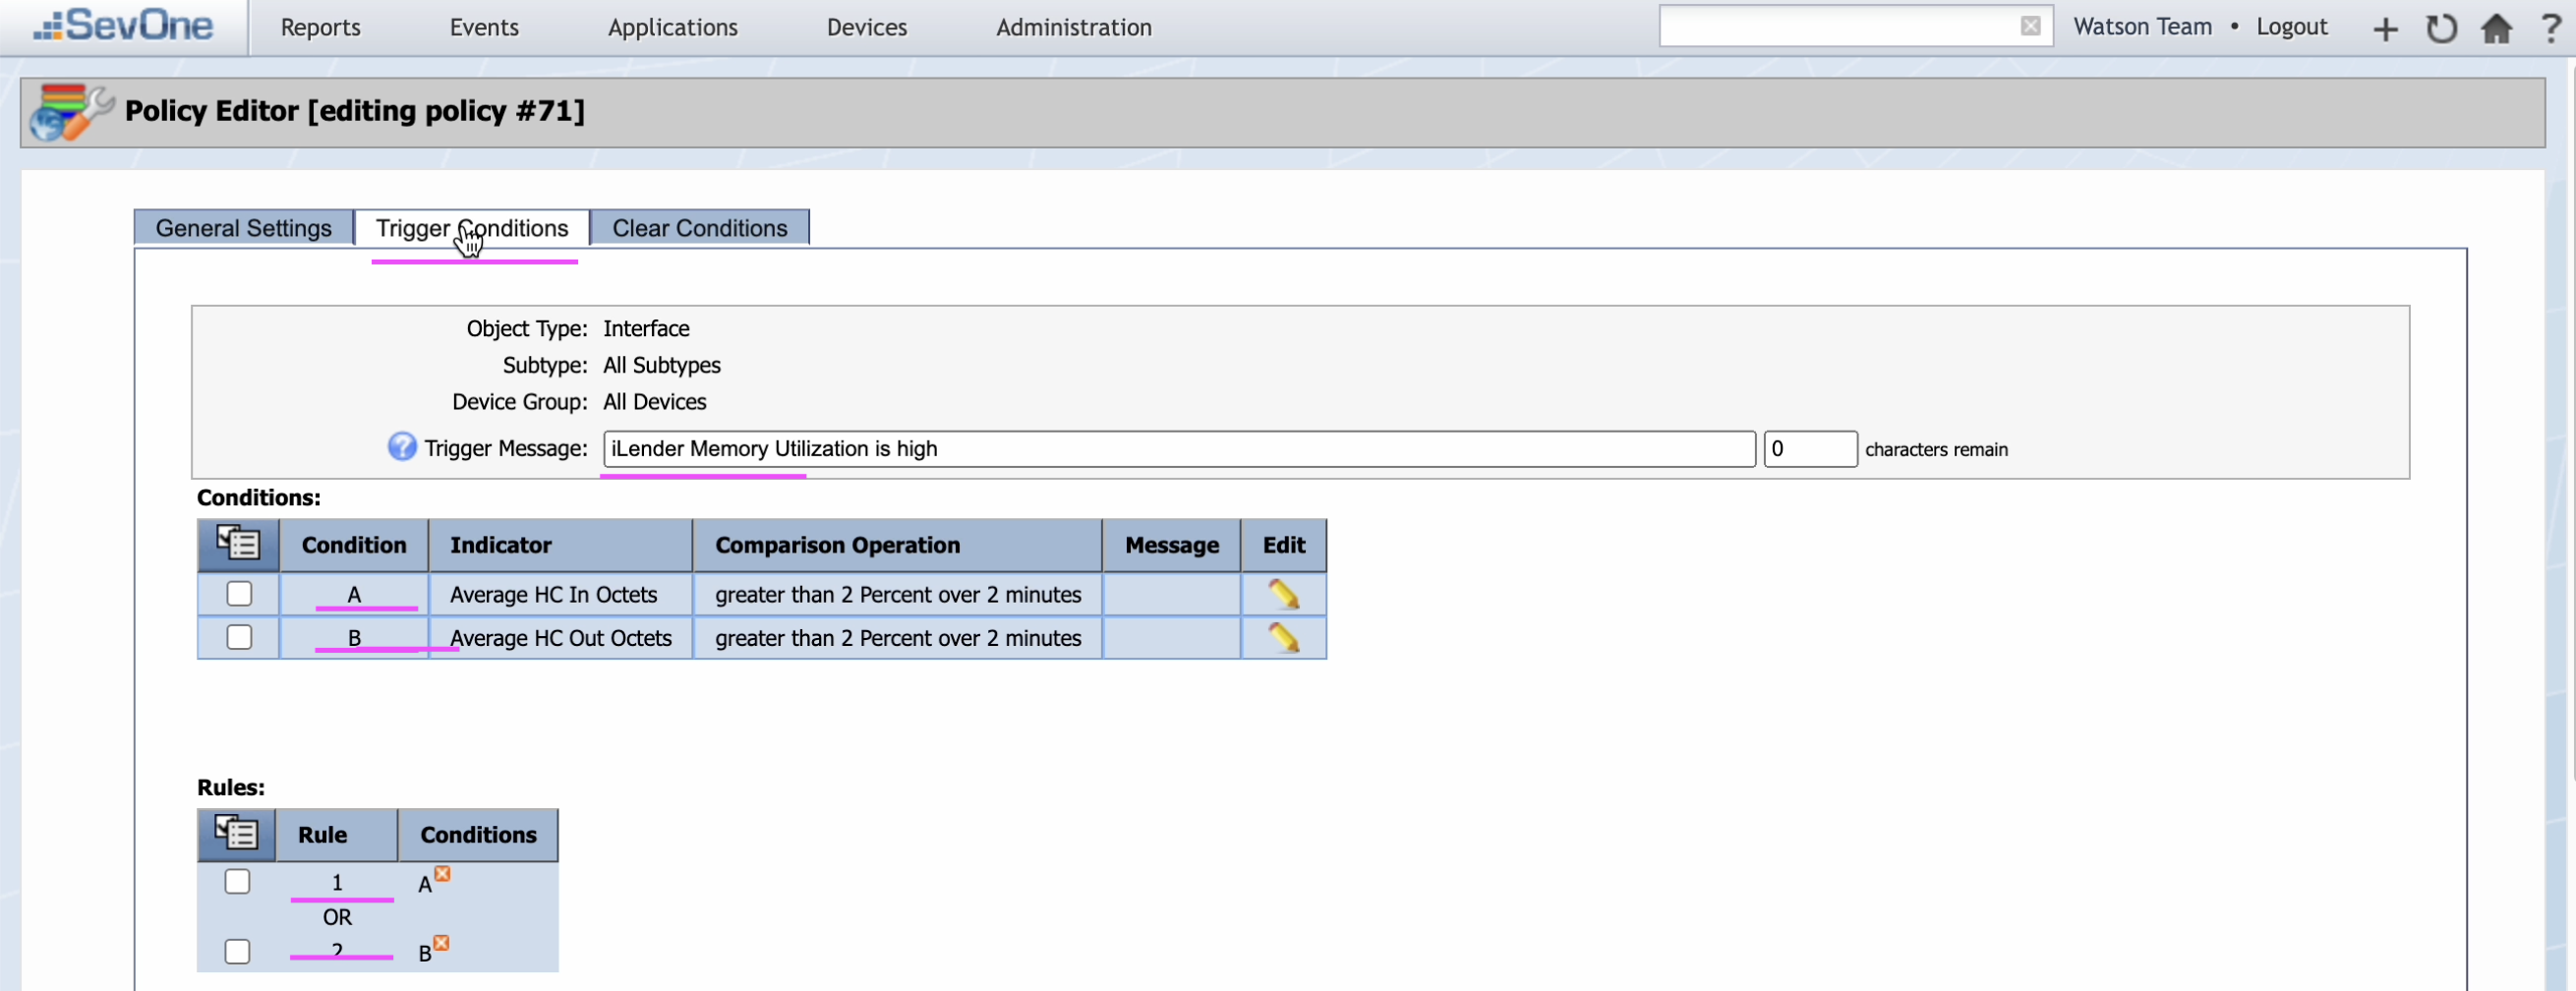 SevOne Reports Events Applications Devices Administration Watson Team • Logout + ?
Policy Editor [editing policy #71]
General Settings Trigger Conditions Clear Conditions
Object Type: Interface
Subtype: All Subtypes
Device Group: All Devices
? Trigger Message: iLender Memory Utilization is high 0 characters remain
Conditions:
Condition Indicator Comparison Operation Message Edit
A Average HC In Octets greater than 2 Percent over 2 minutes
B Average HC Out Octets greater than 2 Percent over 2 minutes
Rules:
Rule Conditions
1 A
OR
2 B